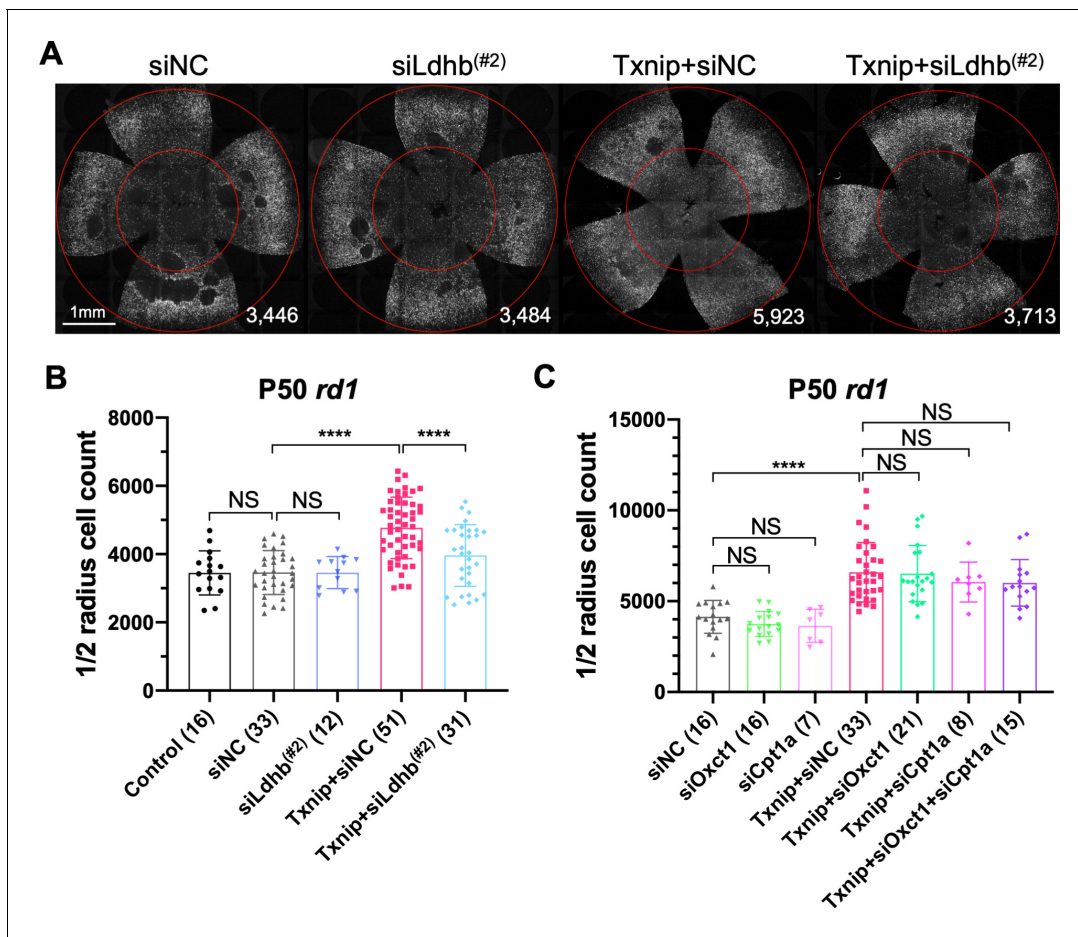 A
siNC
siLdhb(#2)
Txnip+siNC
Txnip+siLdhb(#2)
1mm
3,446
3,484
5,923
3,713
B
P50 rd1
1/2 radius cell count
8000
6000
4000
2000
0
NS
NS
****
****
Control (16)
siNC (33)
siLdhb(#2) (12)
Txnip+siNC (51)
Txnip+siLdhb(#2) (31)
C
P50 rd1
1/2 radius cell count
15000
10000
5000
0
NS
NS
****
NS
NS
NS
siNC (16)
siOxct1 (16)
siCpt1a (7)
Txnip+siNC (33)
Txnip+siOxct1 (21)
Txnip+siCpt1a (8)
Txnip+siOxct1+siCpt1a (15)